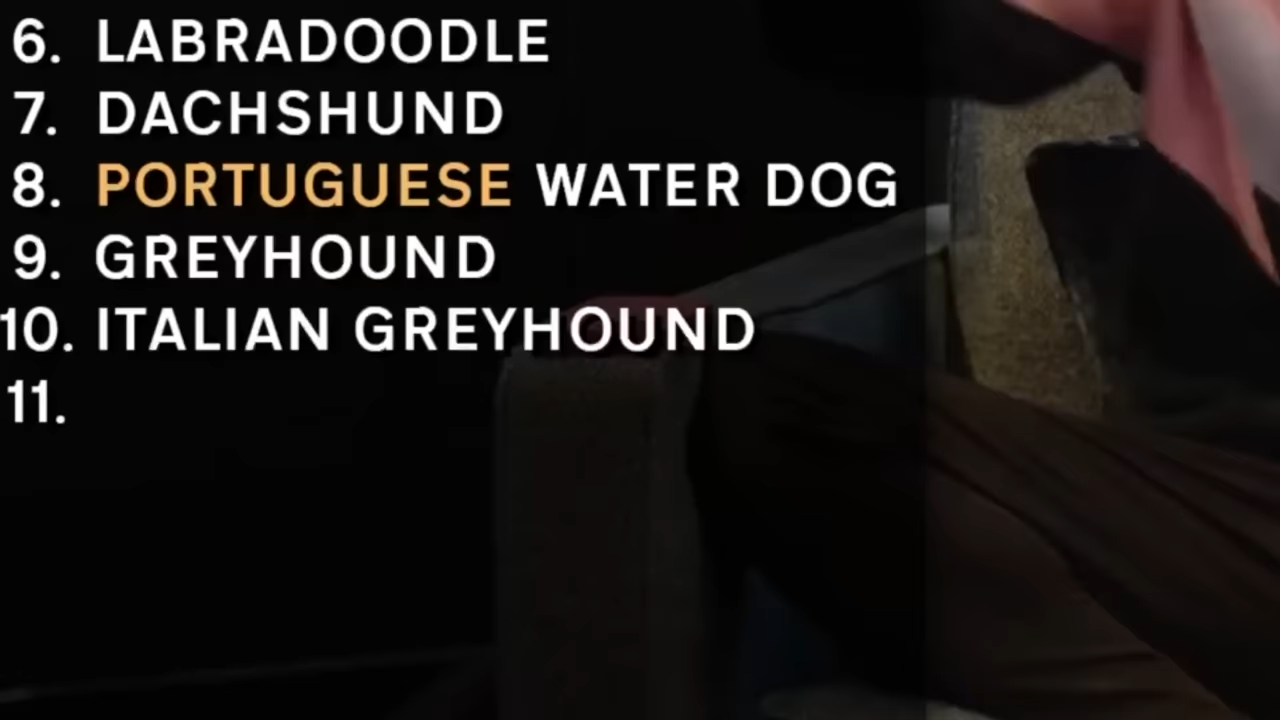 6. LABRADOODLE
7. DACHSHUND
8. PORTUGUESE WATER DOG
9. GREYHOUND
10. ITALIAN GREYHOUND
11.